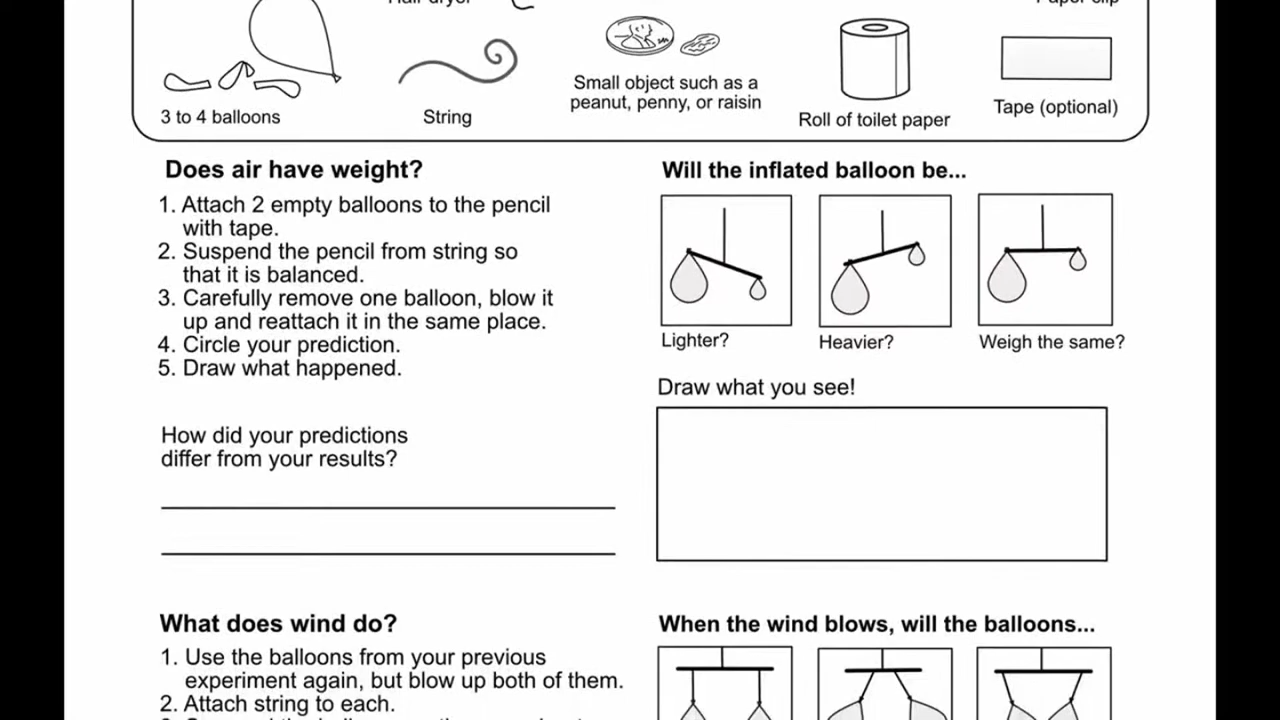 Hair dryer
Paper clip
3 to 4 balloons
String
Small object such as a
peanut, penny, or raisin
Roll of toilet paper
Tape (optional)
Does air have weight?
1. Attach 2 empty balloons to the pencil
with tape.
2. Suspend the pencil from string so
that it is balanced.
3. Carefully remove one balloon, blow it
up and reattach it in the same place.
4. Circle your prediction.
5. Draw what happened.
How did your predictions
differ from your results?
Will the inflated balloon be...
Lighter?
Heavier?
Weigh the same?
Draw what you see!
What does wind do?
1. Use the balloons from your previous
experiment again, but blow up both of them.
2. Attach string to each.
When the wind blows, will the balloons...